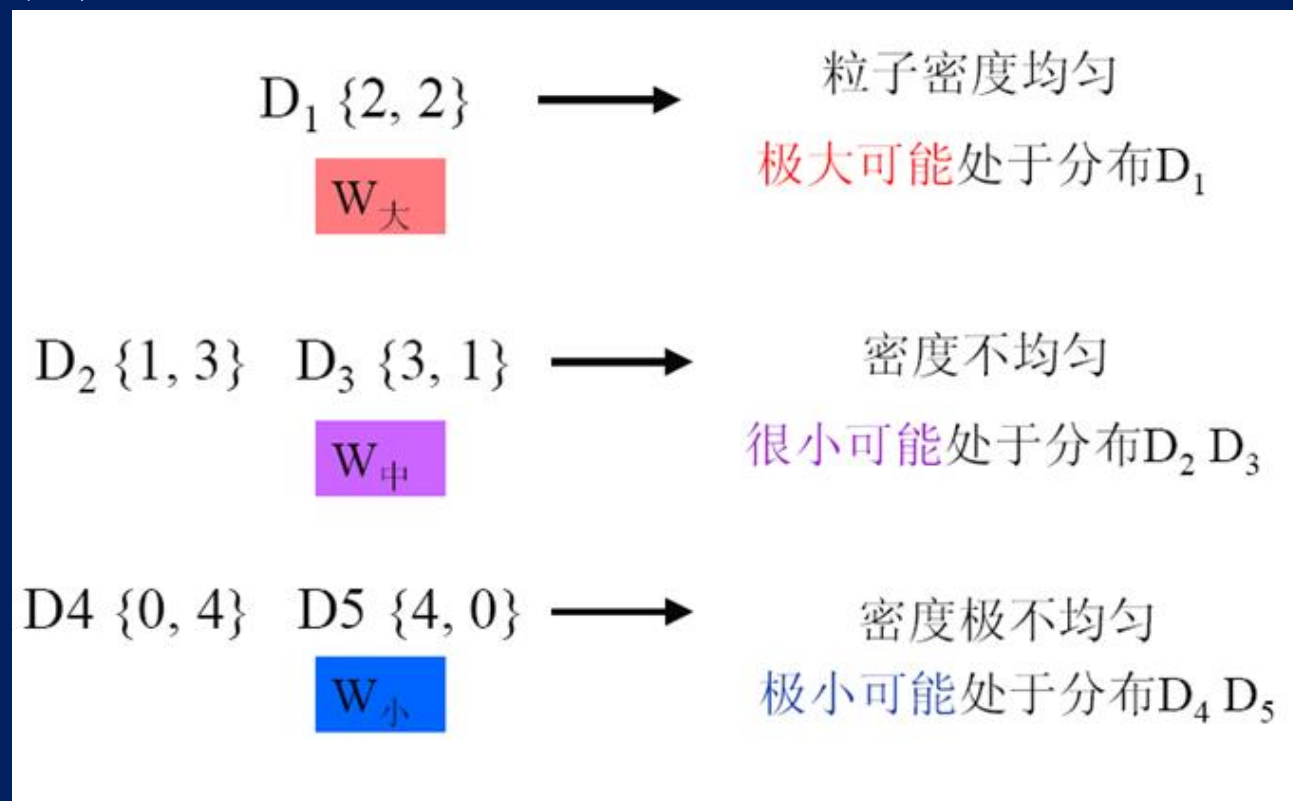 D₁ {2, 2}
粒子密度均匀
极大可能处于分布D₁
W大
D₂ {1, 3} D₃ {3, 1}
密度不均匀
很小可能处于分布D₂ D₃
W中
D4 {0, 4} D5 {4, 0}
密度极不均匀
极小可能处于分布D₄ D₅
W小